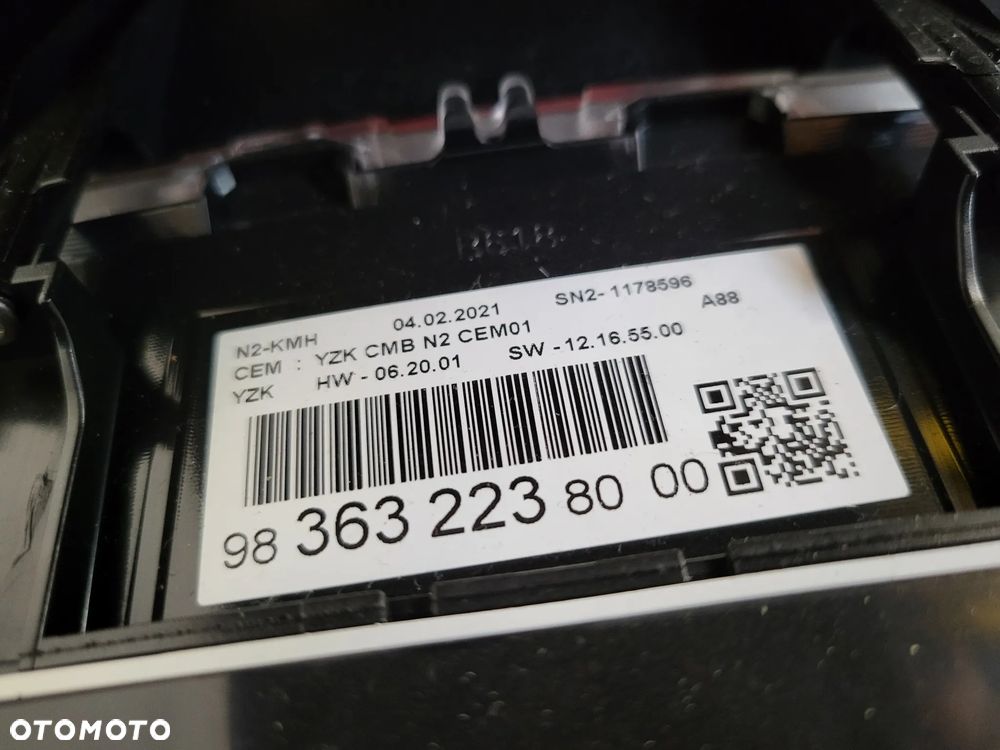 N2-KMH 04.02.2021 SN2-1178596
CEM : YZK CMB N2 CEM01 A88
YZK HW - 06.20.01 SW -12.16.55.00
98 363 223 80 00
OTOMOTO